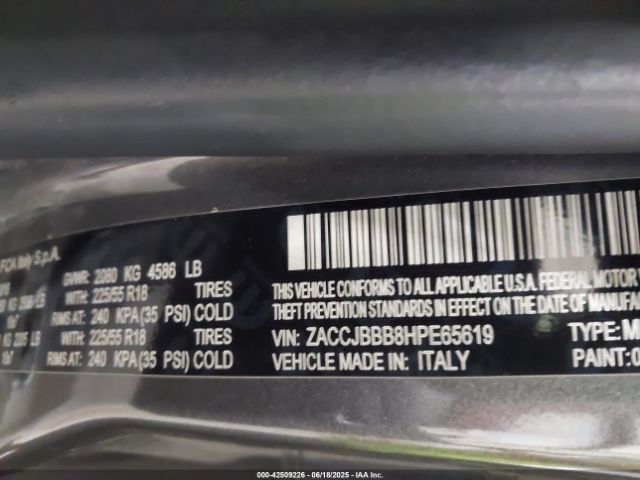 FCA Italy S.p.A.
GVWR: 2080 KG 4586 LB
WITH: 225/55 R18 TIRES
RIMS AT: 240 KPA(35 PSI) COLD
WITH: 225/55 R18 TIRES
RIMS AT: 240 KPA(35 PSI) COLD
THIS VEHICLE CONFORMS TO ALL APPLICABLE U.S.A. FEDERAL MOTOR
THEFT PREVENTION STANDARDS IN EFFECT ON THE DATE OF MANUFA
VIN: ZACCJBBB8HPE65619 TYPE:M
VEHICLE MADE IN: ITALY PAINT:0
000-42509226 - 06/18/2025 - IAA Inc.